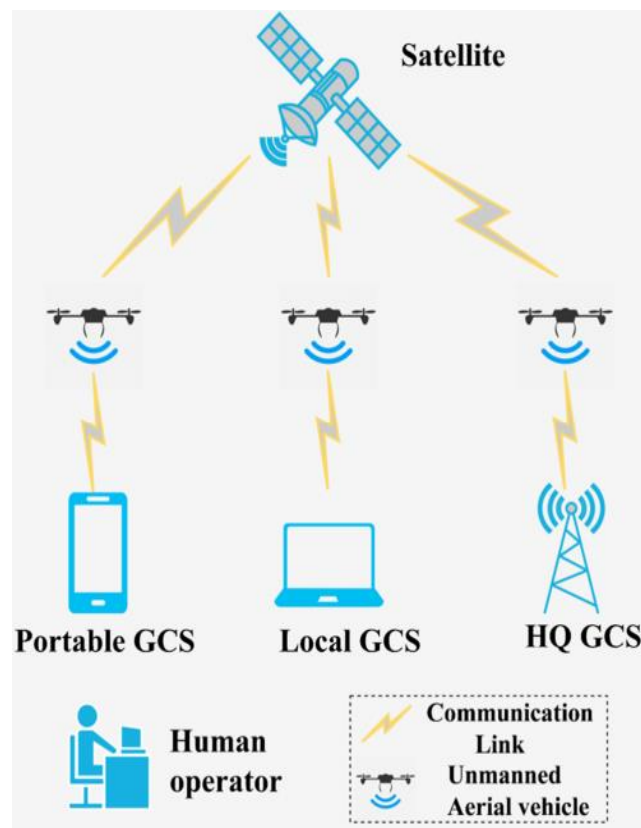 Satellite
Portable GCS
Local GCS
HQ GCS
Human
operator
Communication
Link
Unmanned
Aerial vehicle